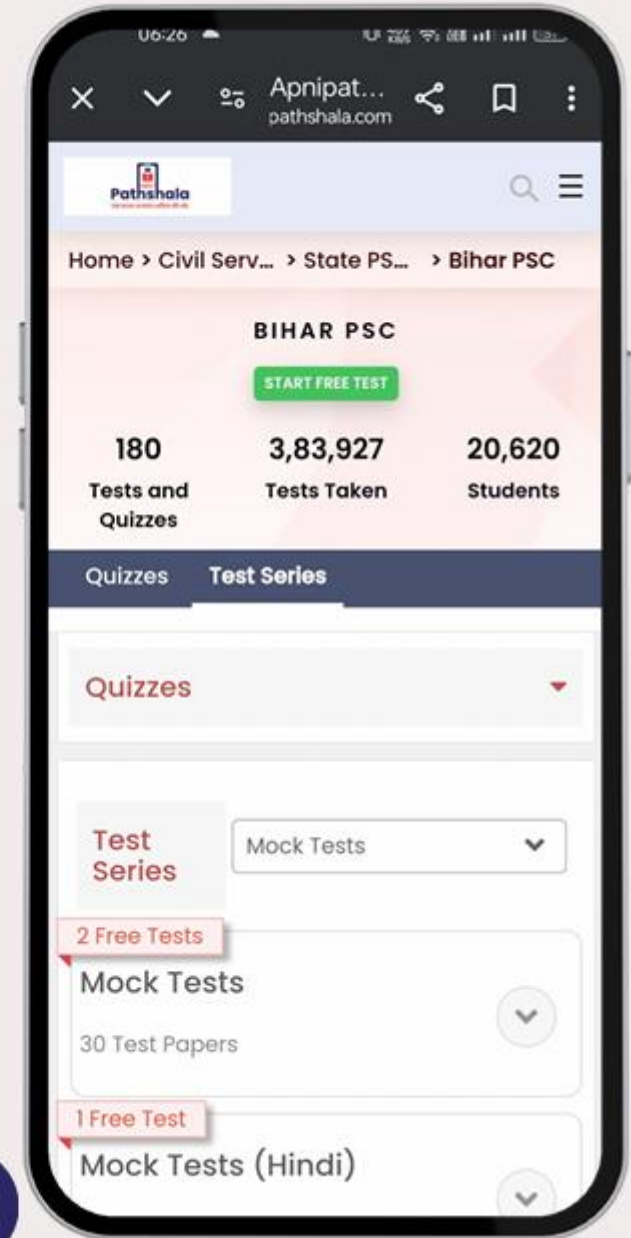 06:26
Apnipat...
pathshala.com
Pathshala
Home > Civil Serv... > State PS... > Bihar PSC
BIHAR PSC
START FREE TEST
180 3,83,927 20,620
Tests and Tests Taken Students
Quizzes
Quizzes Test Series
Quizzes
Test Mock Tests
Series
2 Free Tests
Mock Tests
30 Test Papers
1 Free Test
Mock Tests (Hindi)